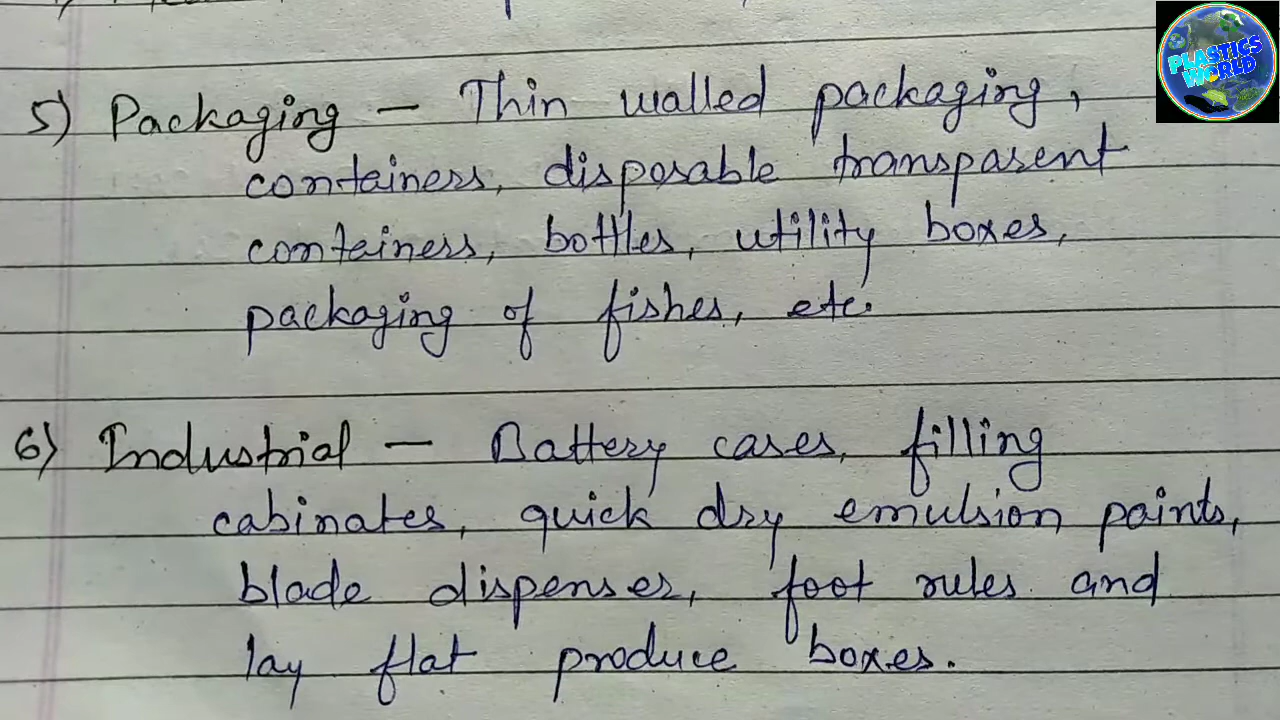 PLASTICS
WORLD
5) Packaging - Thin walled packaging,
containers, disposable transparent
containers, bottles, utility boxes,
packaging of fishes, etc.
6) Industrial - Battery cases, filling
cabinates, quick dry emulsion paints,
blade dispenser, foot rules and
lay flat produce boxes.